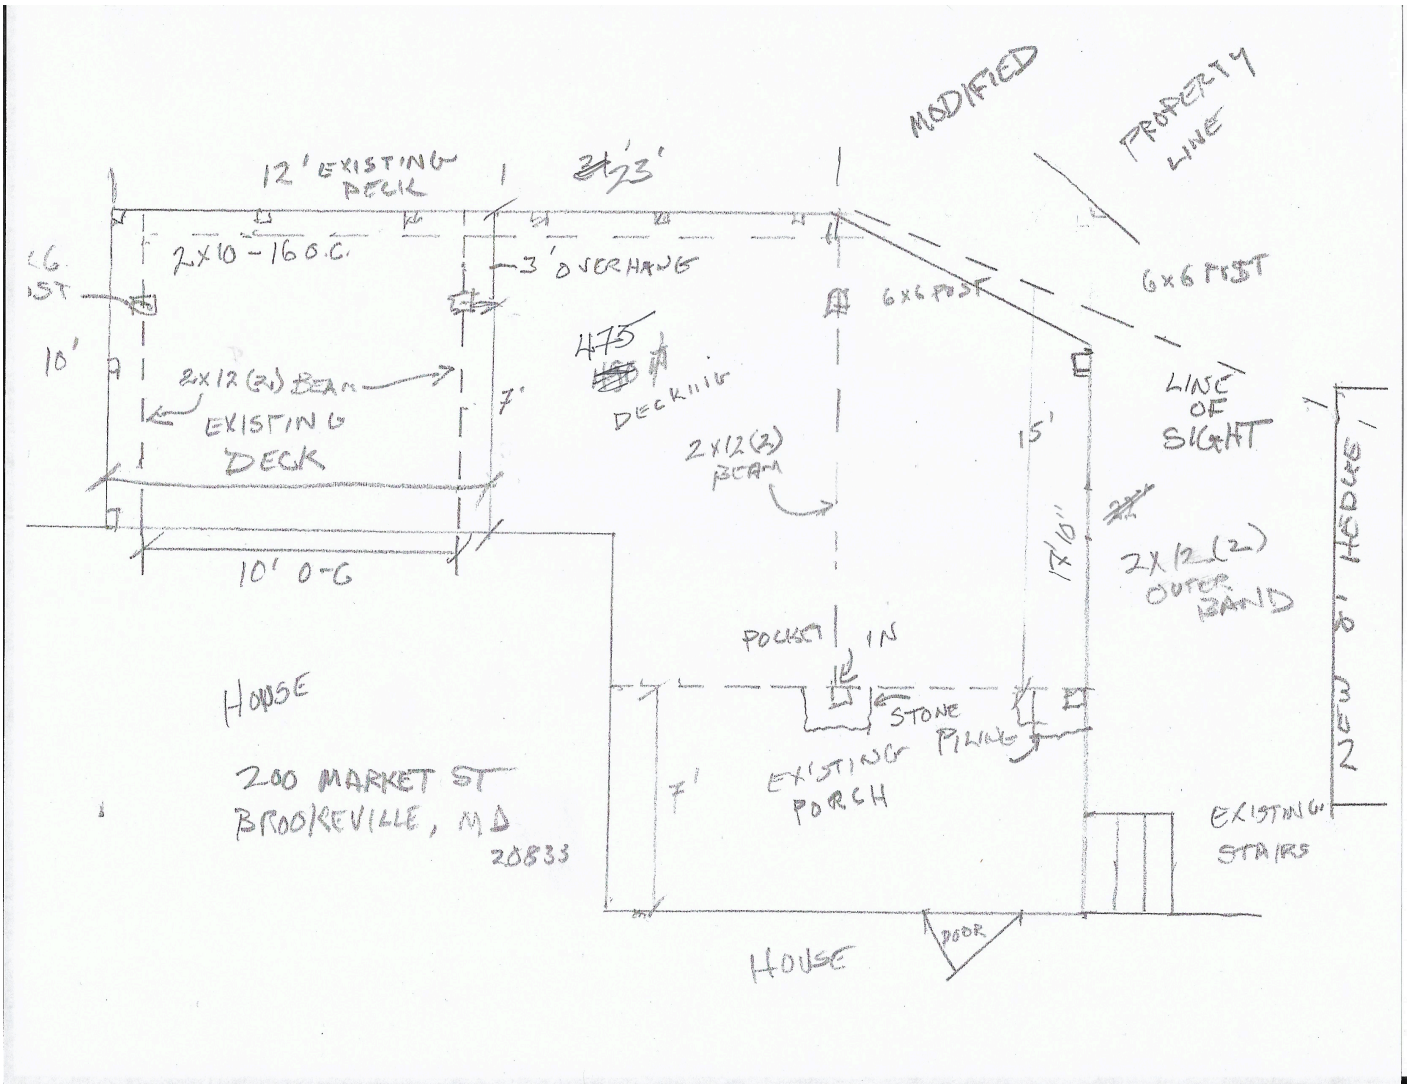 MODIFIED
PROPERTY
LINE
12' EXISTING
DECK
23'
2X10-16 O.C.
3' OVERHANG
6X6 POST
6X6 POST
10'
475
DECKING
2X12(2) BEAM
EXISTING
DECK
7'
LINE
OF
SIGHT
2X12(2)
BEAM
15'
17'10"
2X12(2)
OUTER
BAND
NEW 8' HEDGE
10' O-G
POCKET IN
STONE
PILING
EXISTING
PORCH
HOUSE
7'
200 MARKET ST
BROOKEVILLE, MD
20833
EXISTING
STAIRS
DOOR
HOUSE